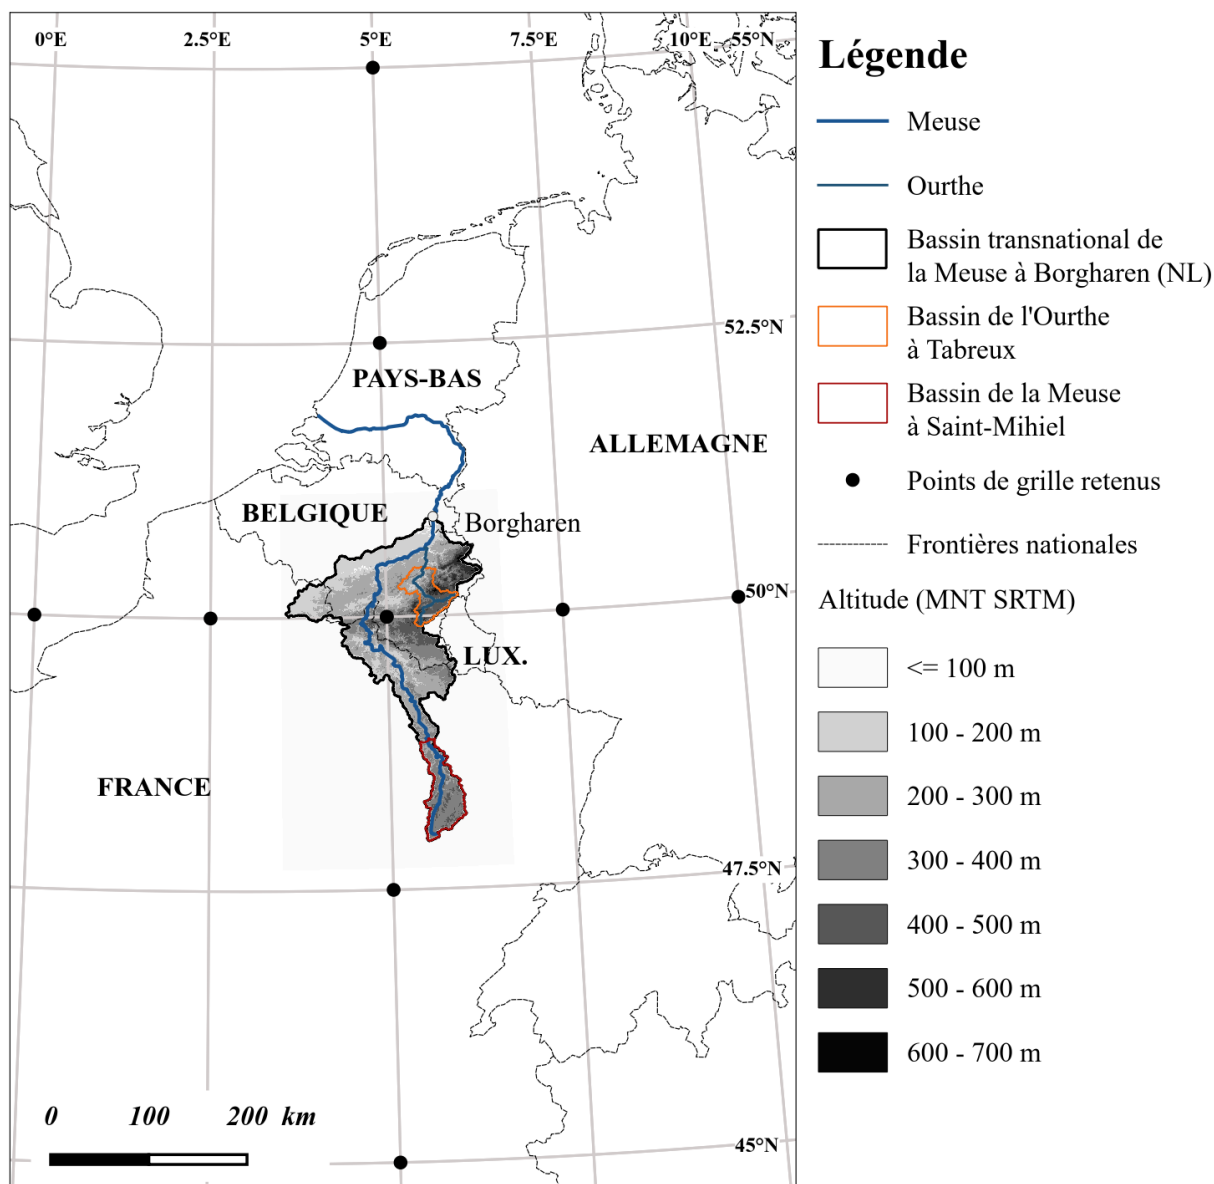 0°E 2.5°E 5°E 7.5°E 10°E 55°N
52.5°N
PAYS-BAS
ALLEMAGNE
BELGIQUE
Borgharen
50°N
LUX.
FRANCE
47.5°N
45°N
0 100 200 km
Légende
Meuse
Ourthe
Bassin transnational de
la Meuse à Borgharen (NL)
Bassin de l'Ourthe
à Tabreux
Bassin de la Meuse
à Saint-Mihiel
Points de grille retenus
Frontières nationales
Altitude (MNT SRTM)
<= 100 m
100 - 200 m
200 - 300 m
300 - 400 m
400 - 500 m
500 - 600 m
600 - 700 m